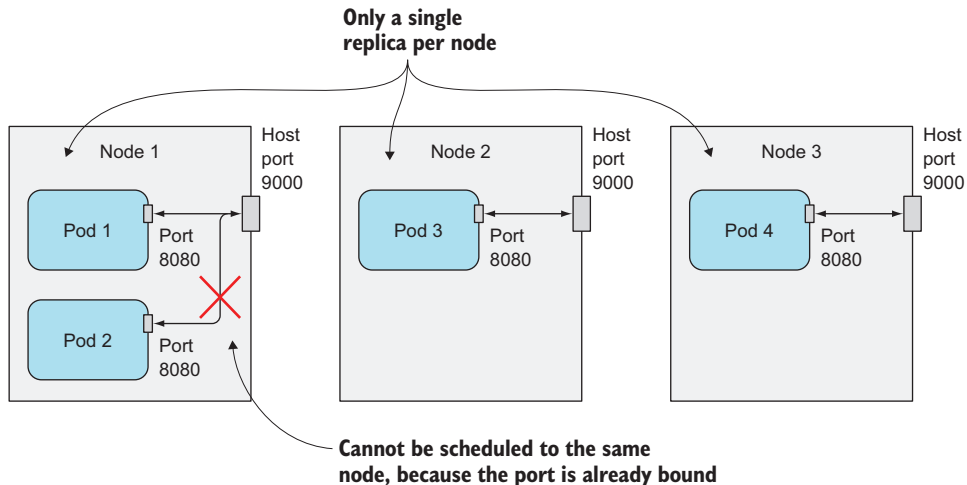 Only a single
replica per node
Node 1
Host
port
9000
Pod 1
Port
8080
Pod 2
Port
8080
Node 2
Host
port
9000
Pod 3
Port
8080
Node 3
Host
port
9000
Pod 4
Port
8080
Cannot be scheduled to the same
node, because the port is already bound